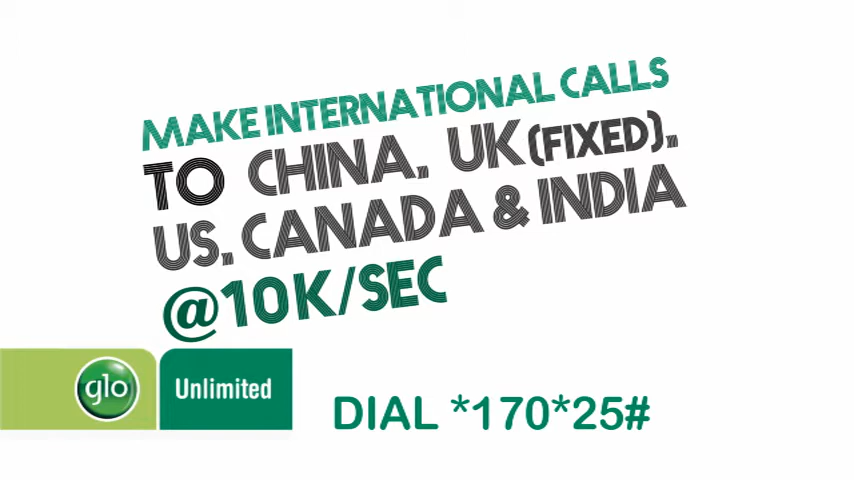 MAKE INTERNATIONAL CALLS
TO CHINA, UK (FIXED),
US, CANADA & INDIA
@10K/SEC
glo Unlimited
DIAL *170*25#